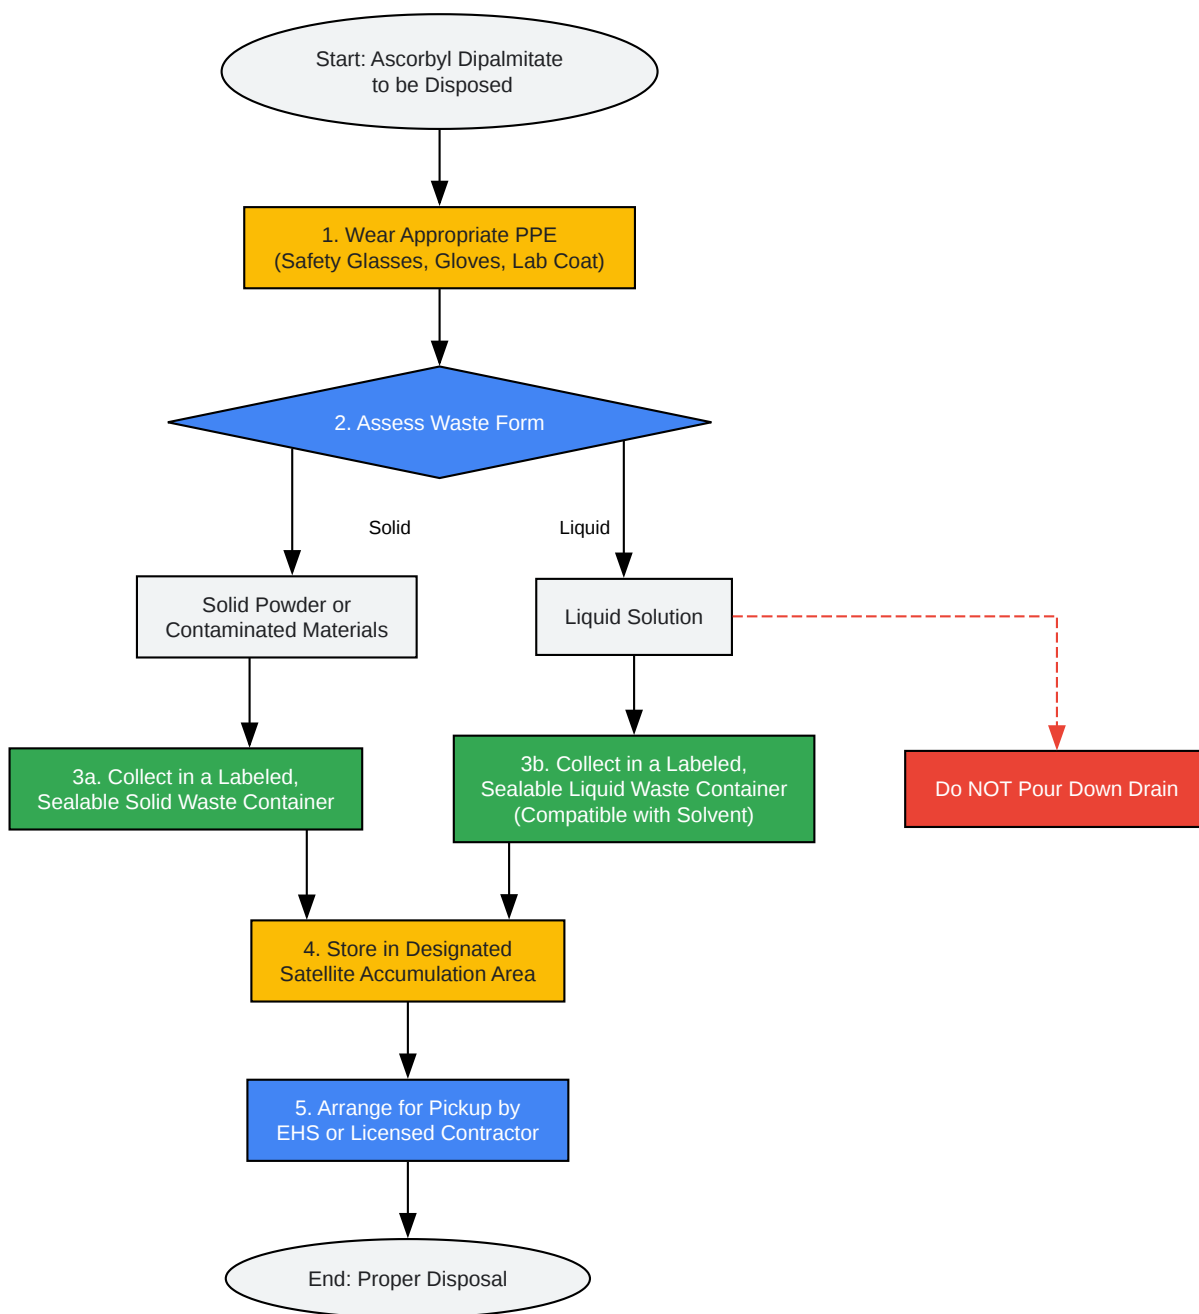 Start: Ascorbyl Dipalmitate
to be Disposed
1. Wear Appropriate PPE
(Safety Glasses, Gloves, Lab Coat)
2. Assess Waste Form
Solid
Liquid
Solid Powder or
Contaminated Materials
Liquid Solution
3a. Collect in a Labeled,
Sealable Solid Waste Container
3b. Collect in a Labeled,
Sealable Liquid Waste Container
(Compatible with Solvent)
Do NOT Pour Down Drain
4. Store in Designated
Satellite Accumulation Area
5. Arrange for Pickup by
EHS or Licensed Contractor
End: Proper Disposal